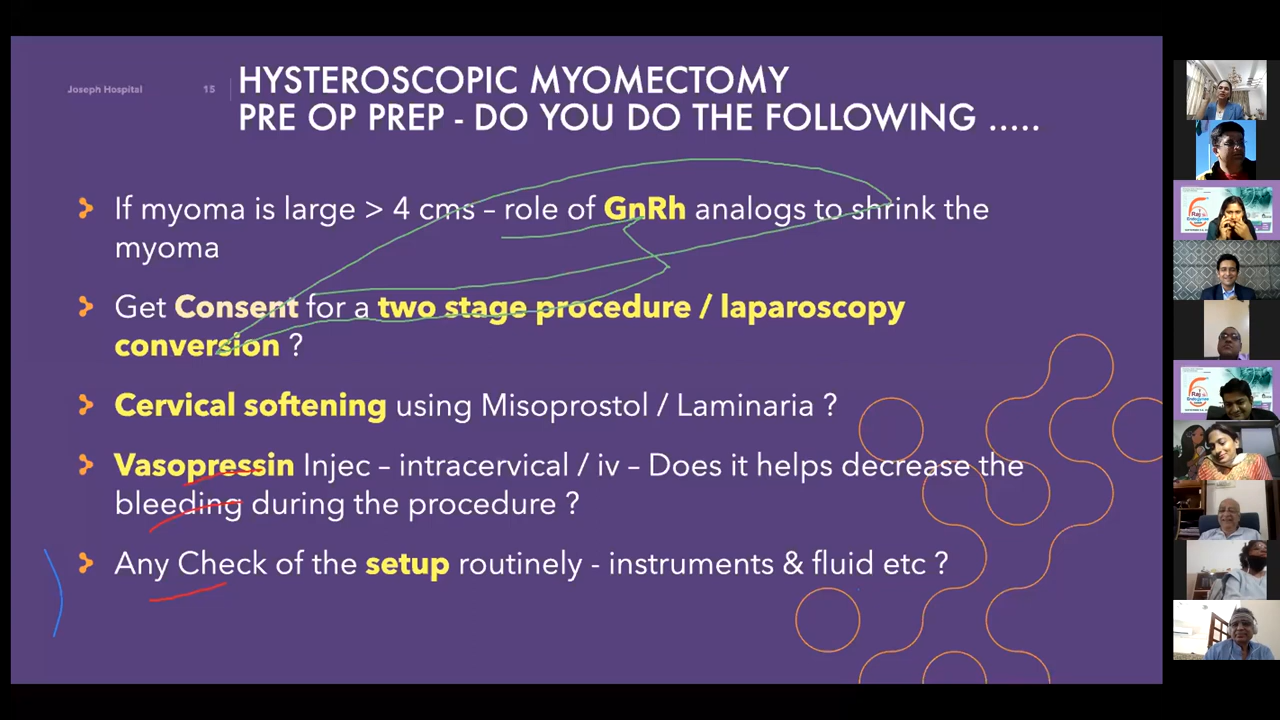 Joseph Hospital
15
HYSTEROSCOPIC MYOMECTOMY
PRE OP PREP - DO YOU DO THE FOLLOWING .....
If myoma is large > 4 cms – role of GnRh analogs to shrink the
myoma
Get Consent for a two stage procedure / laparoscopy
conversion ?
Cervical softening using Misoprostol / Laminaria ?
Vasopressin Injec – intracervical / iv – Does it helps decrease the
bleeding during the procedure ?
Any Check of the setup routinely - instruments & fluid etc ?